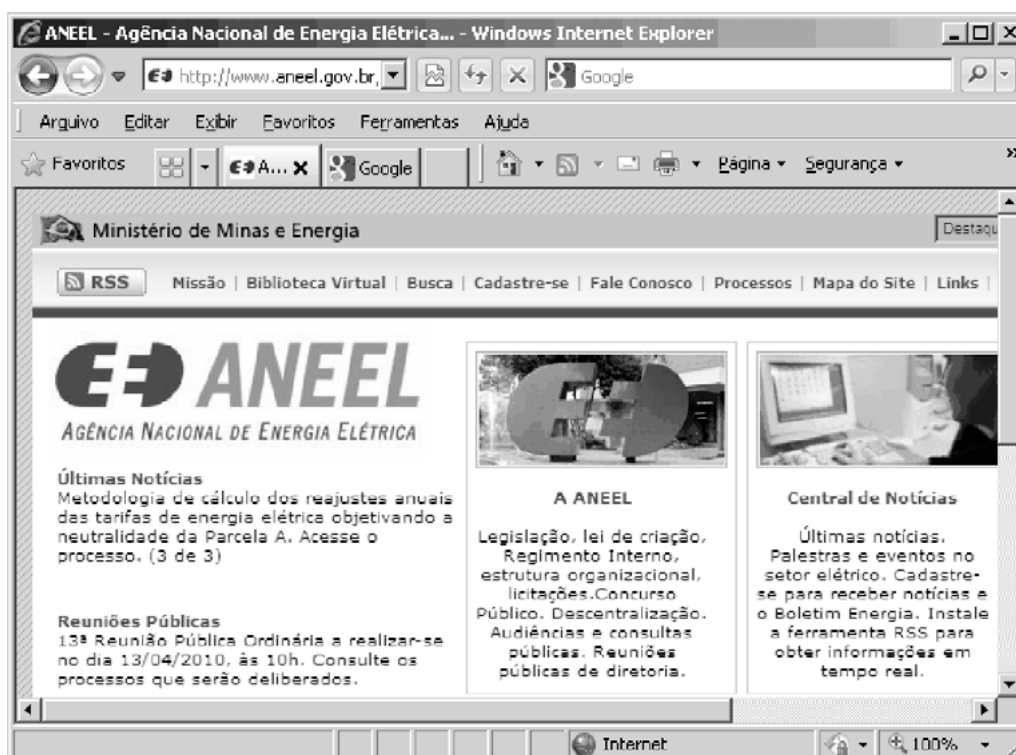 ANEEL - Agência Nacional de Energia Elétrica... - Windows Internet Explorer
http://www.aneel.gov.br,
Google
Arquivo Editar Exibir Favoritos Ferramentas Ajuda
Favoritos
A...
Google
Página
Segurança
»
Ministério de Minas e Energia
Destaqu
RSS
Missão | Biblioteca Virtual | Busca | Cadastre-se | Fale Conosco | Processos | Mapa do Site | Links |
ANEEL
AGÊNCIA NACIONAL DE ENERGIA ELÉTRICA
Últimas Notícias
Metodologia de cálculo dos reajustes anuais
das tarifas de energia elétrica objetivando a
neutralidade da Parcela A. Acesse o
processo. (3 de 3)
Reuniões Públicas
13ª Reunião Pública Ordinária a realizar-se
no dia 13/04/2010, às 10h. Consulte os
processos que serão deliberados.
A ANEEL
Legislação, lei de criação,
Regimento Interno,
estrutura organizacional,
licitações.Concurso
Público. Descentralização.
Audiências e consultas
públicas. Reuniões
públicas de diretoria.
Central de Notícias
Últimas notícias.
Palestras e eventos no
setor elétrico. Cadastre-
se para receber notícias e
o Boletim Energia. Instale
a ferramenta RSS para
obter informações em
tempo real.
Internet
100%